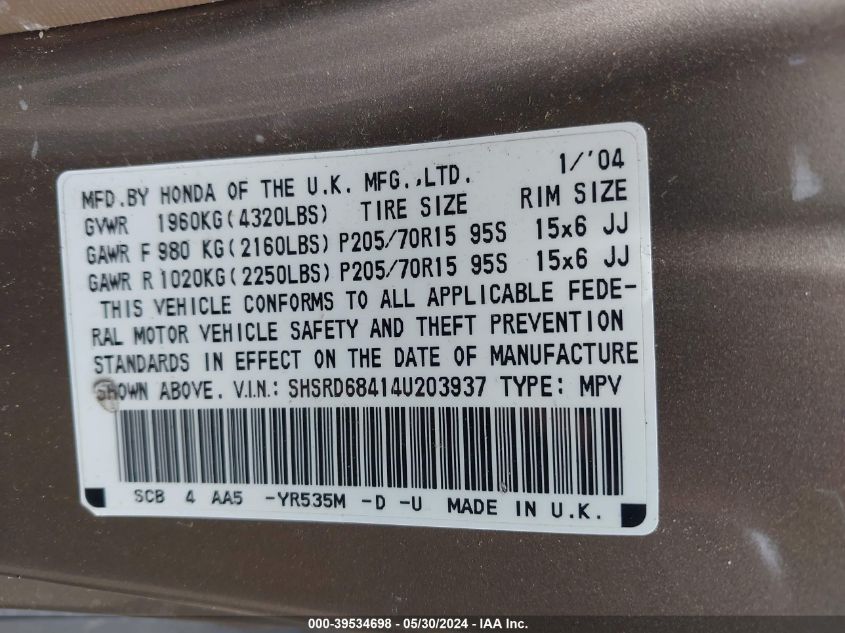 MFD.BY HONDA OF THE U.K. MFG.,LTD. 1/'04
GVWR 1960KG(4320LBS) TIRE SIZE RIM SIZE
GAWR F 980 KG(2160LBS) P205/70R15 95S 15x6 JJ
GAWR R 1020KG(2250LBS) P205/70R15 95S 15x6 JJ
THIS VEHICLE CONFORMS TO ALL APPLICABLE FEDE-
RAL MOTOR VEHICLE SAFETY AND THEFT PREVENTION
STANDARDS IN EFFECT ON THE DATE OF MANUFACTURE
SHOWN ABOVE. V.I.N.: SHSRD68414U203937 TYPE: MPV
SCB 4 AA5 -YR535M -D -U MADE IN U.K.
000-39534698 - 05/30/2024 - IAA Inc.